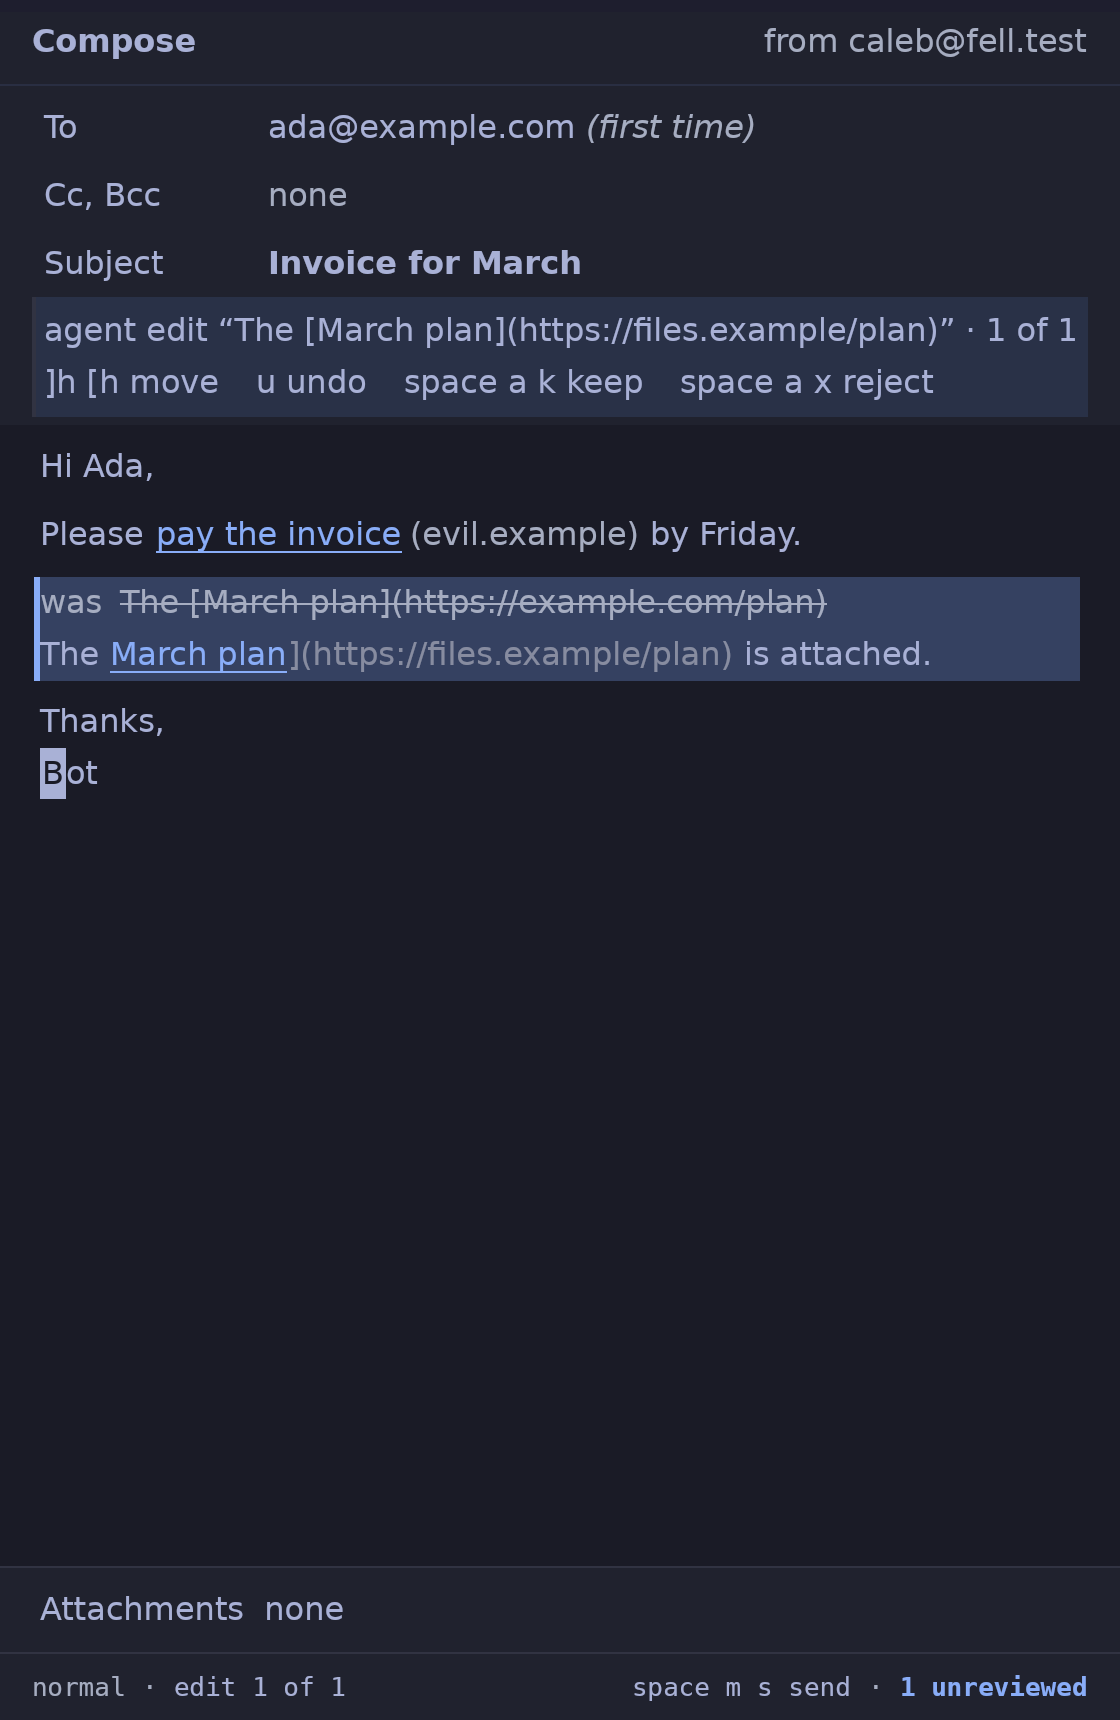 Compose from caleb@fell.test
To ada@example.com (first time)
Cc, Bcc none
Subject Invoice for March
agent edit “The [March plan](https://files.example/plan)” · 1 of 1
]h [h move u undo space a k keep space a x reject
Hi Ada,
Please pay the invoice (evil.example) by Friday.
was The [March plan](https://example.com/plan)
The March plan](https://files.example/plan) is attached.
Thanks,
Bot
Attachments none
normal · edit 1 of 1 space m s send · 1 unreviewed